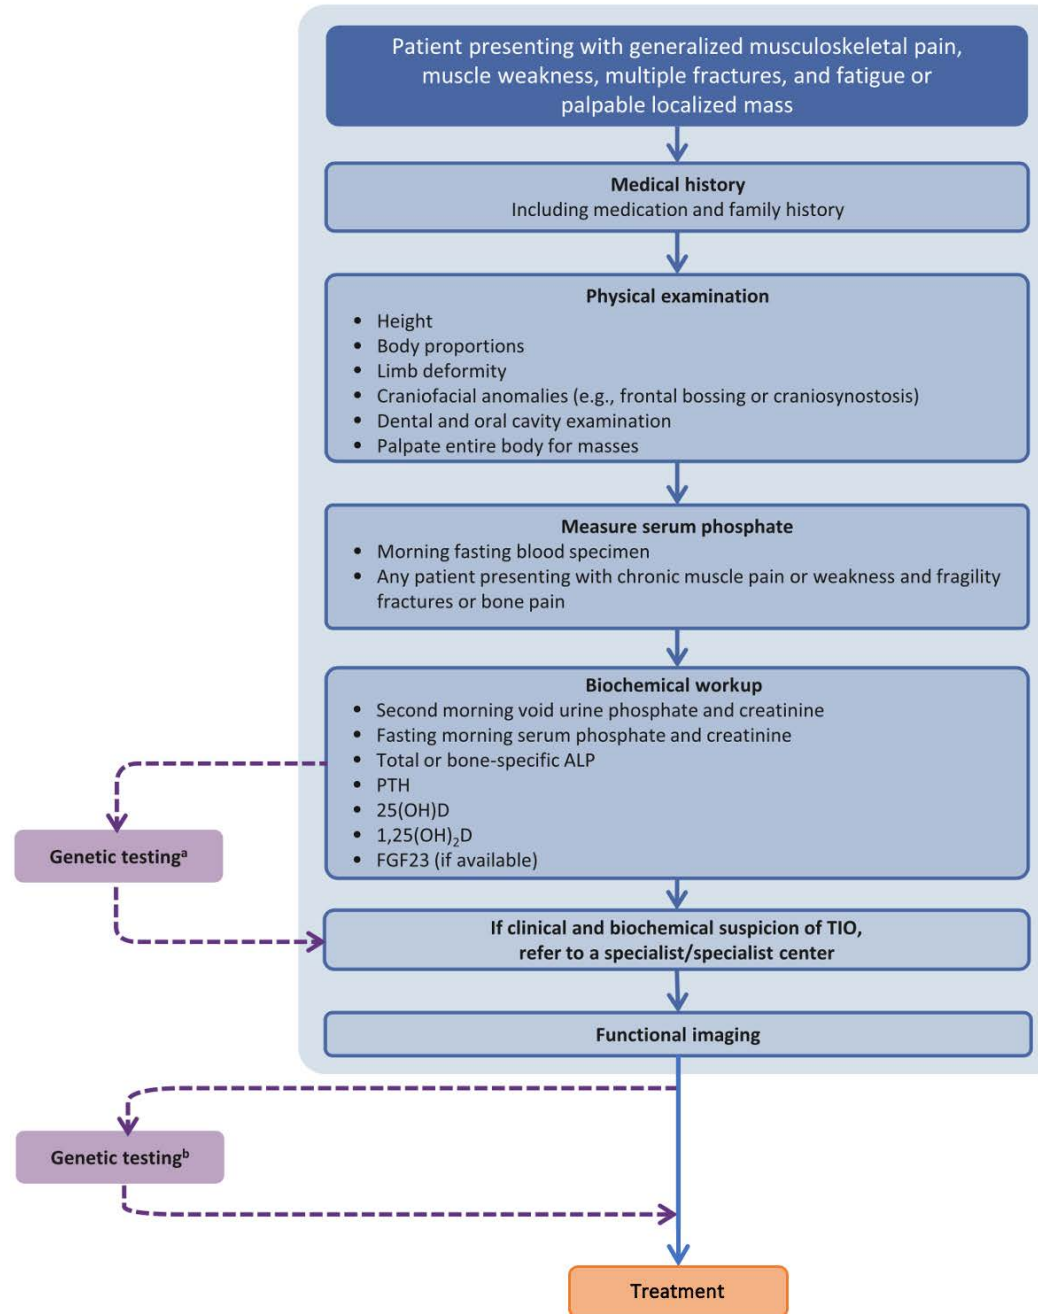 Patient presenting with generalized musculoskeletal pain,
muscle weakness, multiple fractures, and fatigue or
palpable localized mass
Medical history
Including medication and family history
Physical examination
• Height
• Body proportions
• Limb deformity
• Craniofacial anomalies (e.g., frontal bossing or craniosynostosis)
• Dental and oral cavity examination
• Palpate entire body for masses
Measure serum phosphate
• Morning fasting blood specimen
• Any patient presenting with chronic muscle pain or weakness and fragility
fractures or bone pain
Biochemical workup
• Second morning void urine phosphate and creatinine
• Fasting morning serum phosphate and creatinine
• Total or bone-specific ALP
• PTH
• 25(OH)D
• 1,25(OH)₂D
• FGF23 (if available)
Genetic testingᵃ
If clinical and biochemical suspicion of TIO,
refer to a specialist/specialist center
Functional imaging
Genetic testingᵇ
Treatment